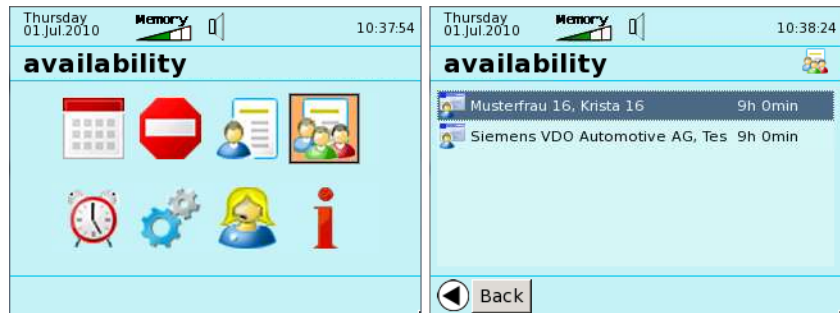 Thursday
01.Jul.2010
Memory
10:37:54
availability
Thursday
01.Jul.2010
Memory
10:38:24
availability
Musterfrau 16, Krista 16 9h 0min
Siemens VDO Automotive AG, Tes 9h 0min
Back